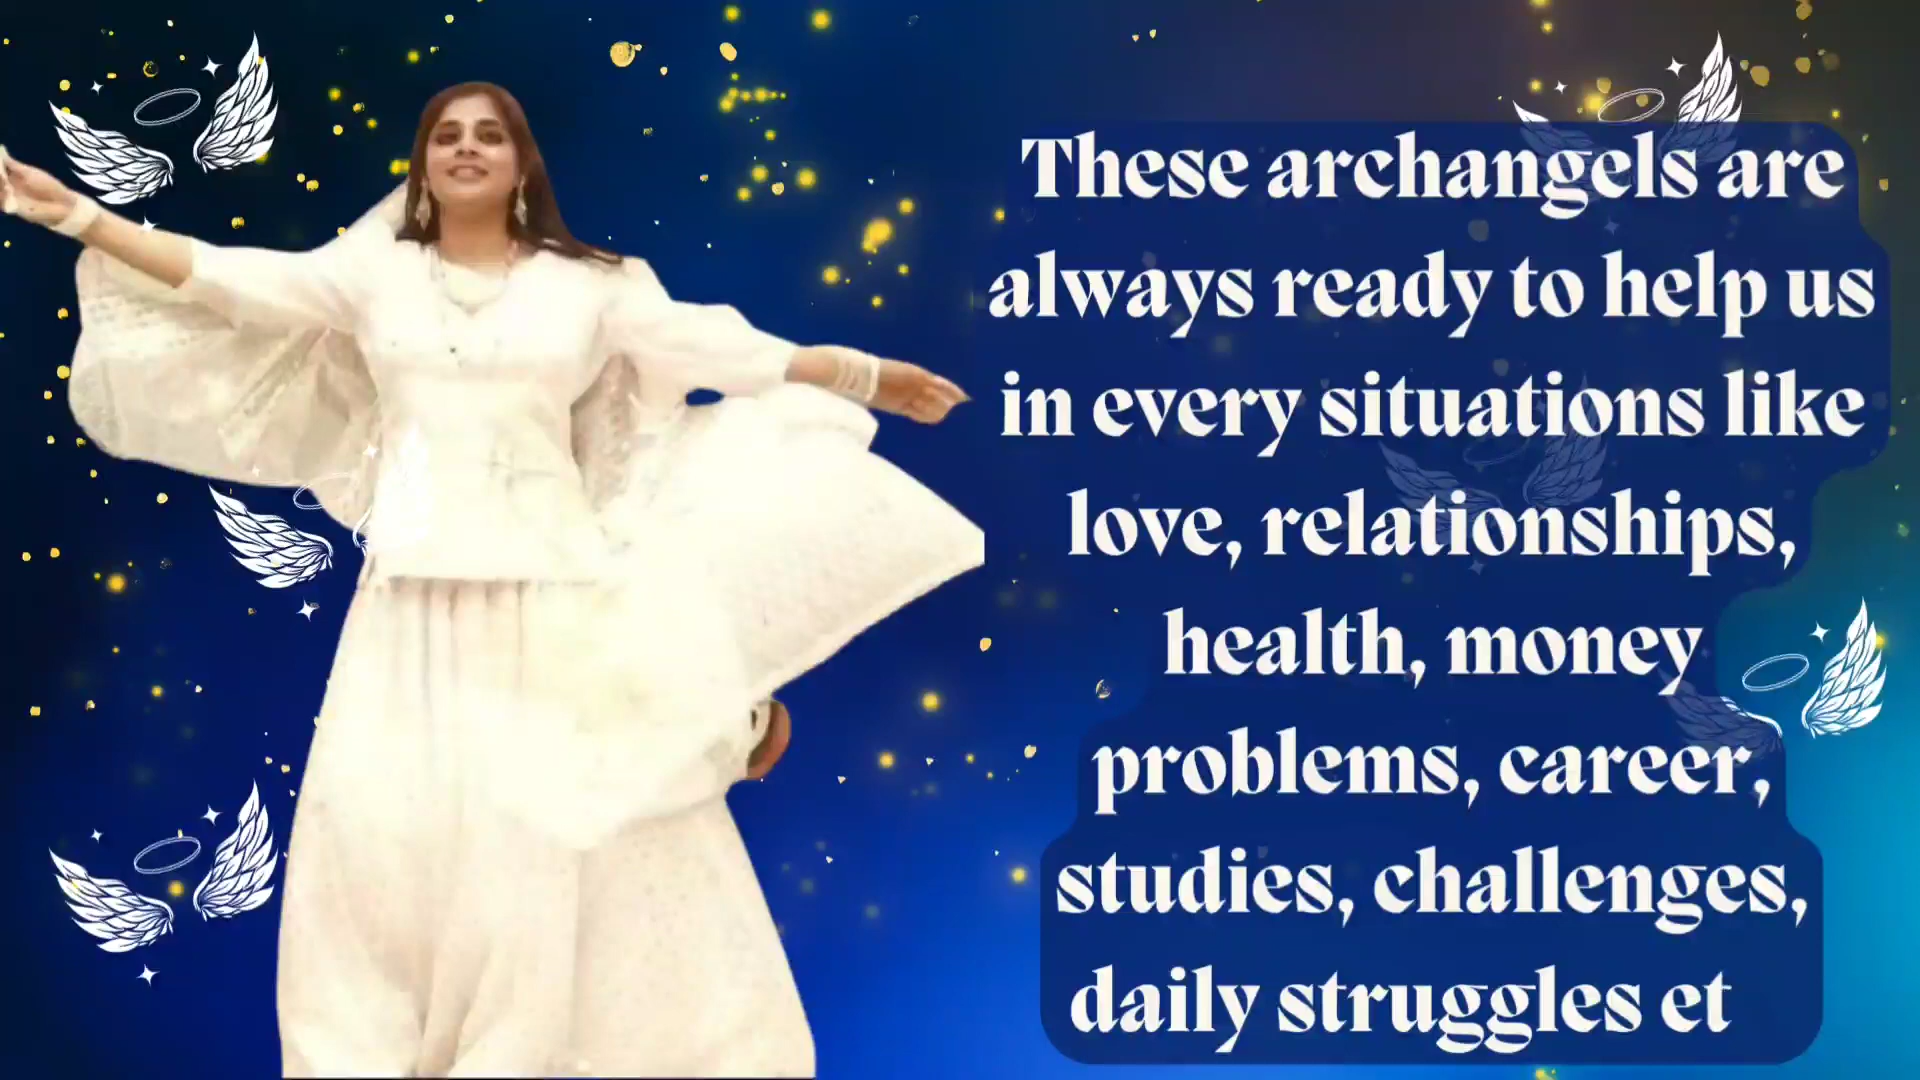 These archangels are
always ready to help us
in every situations like
love, relationships,
health, money
problems, career,
studies, challenges,
daily struggles et